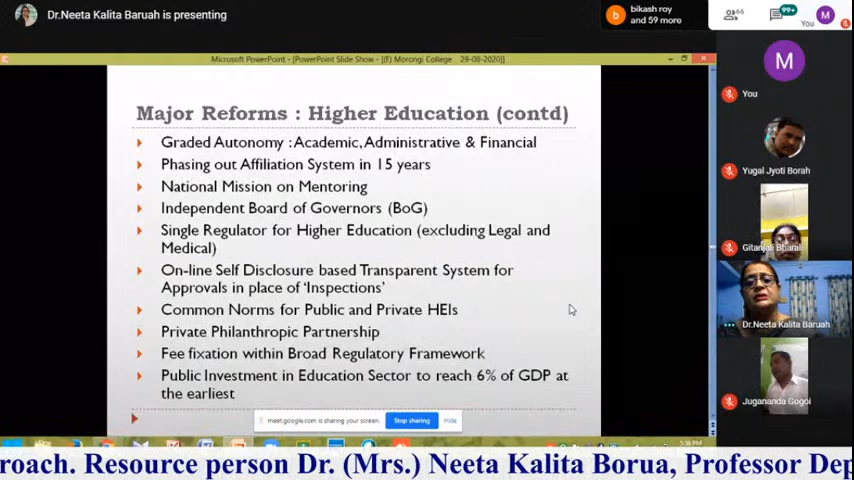 Dr.Neeta Kalita Baruah is presenting
bikash roy
and 59 more
66
99+
You
M
Microsoft PowerPoint - [PowerPoint Slide Show - [(F) Morongi College 29-08-2020]]
Major Reforms : Higher Education (contd)
Graded Autonomy : Academic, Administrative & Financial
Phasing out Affiliation System in 15 years
National Mission on Mentoring
Independent Board of Governors (BoG)
Single Regulator for Higher Education (excluding Legal and
Medical)
On-line Self Disclosure based Transparent System for
Approvals in place of 'Inspections'
Common Norms for Public and Private HEIs
Private Philanthropic Partnership
Fee fixation within Broad Regulatory Framework
Public Investment in Education Sector to reach 6% of GDP at
the earliest
meet.google.com is sharing your screen.
Stop sharing
Hide
5:36 PM
M
You
Yugal Jyoti Borah
Gitanjali Bharali
Dr.Neeta Kalita Baruah
Jugananda Gogoi
roach. Resource person Dr. (Mrs.) Neeta Kalita Borua, Professor Dep